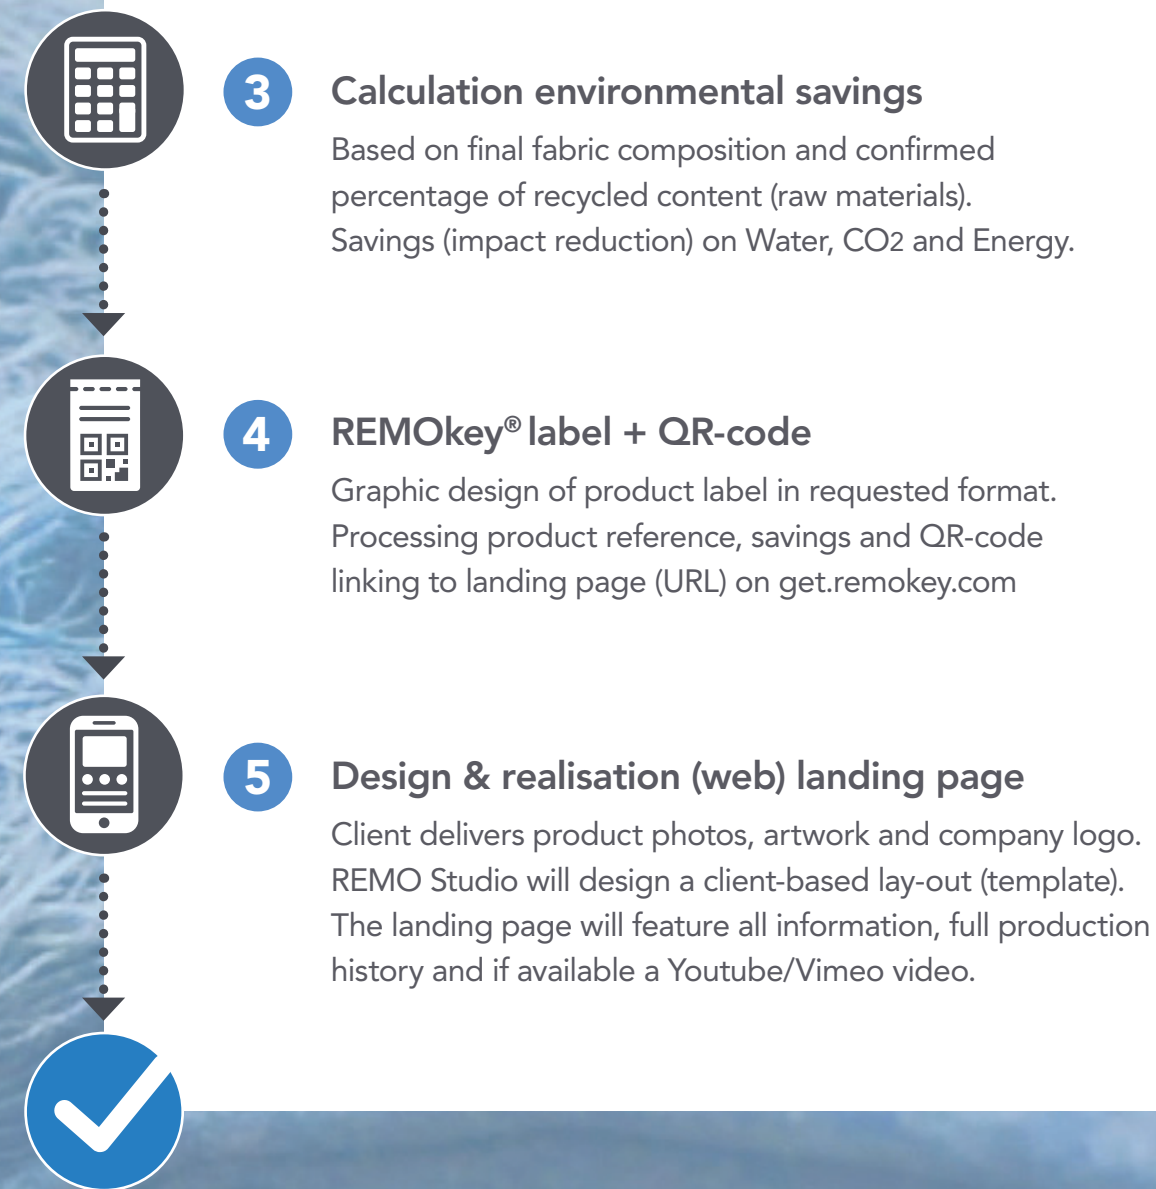 3
Calculation environmental savings
Based on final fabric composition and confirmed
percentage of recycled content (raw materials).
Savings (impact reduction) on Water, CO2 and Energy.
4
REMOkey® label + QR-code
Graphic design of product label in requested format.
Processing product reference, savings and QR-code
linking to landing page (URL) on get.remokey.com
5
Design & realisation (web) landing page
Client delivers product photos, artwork and company logo.
REMO Studio will design a client-based lay-out (template).
The landing page will feature all information, full production
history and if available a Youtube/Vimeo video.